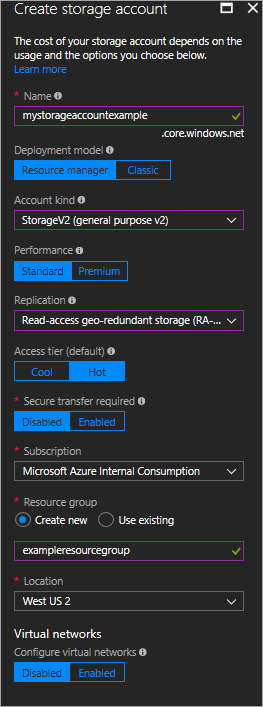 Create storage account
The cost of your storage account depends on the
usage and the options you choose below.
Learn more
* Name
mystorageaccountexample
.core.windows.net
Deployment model
Resource manager Classic
Account kind
StorageV2 (general purpose v2)
Performance
Standard Premium
Replication
Read-access geo-redundant storage (RA-...
Access tier (default)
Cool Hot
* Secure transfer required
Disabled Enabled
* Subscription
Microsoft Azure Internal Consumption
* Resource group
Create new Use existing
exampleresourcegroup
* Location
West US 2
Virtual networks
Configure virtual networks
Disabled Enabled